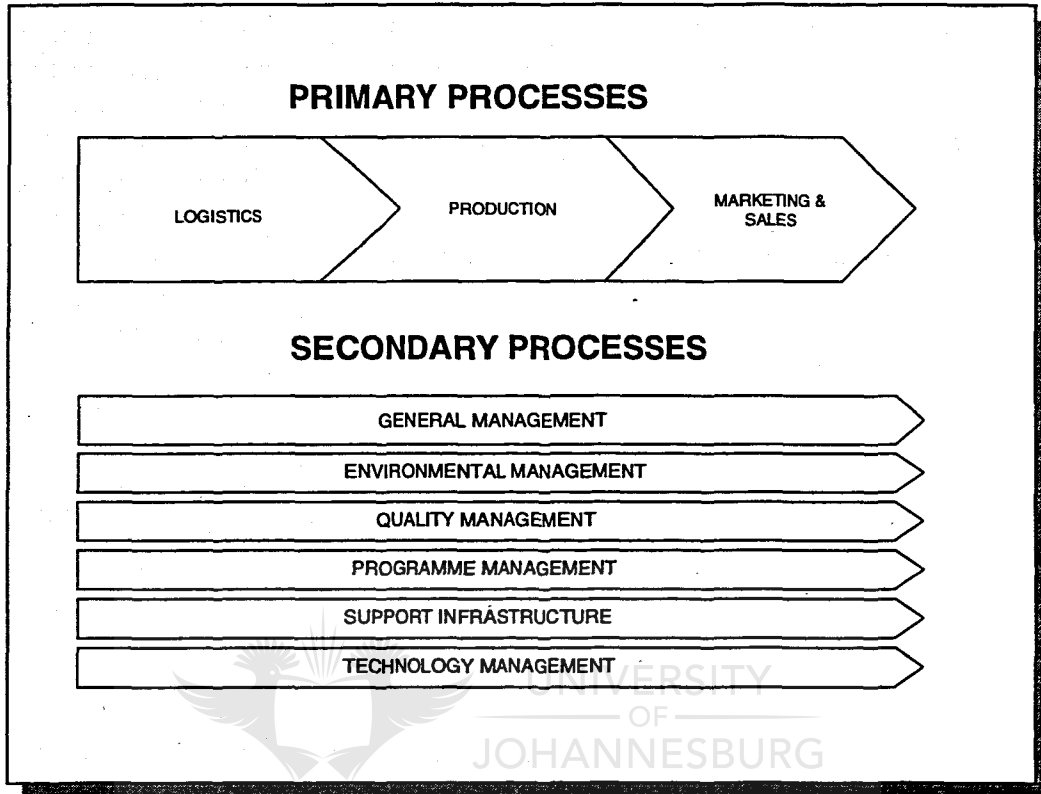 PRIMARY PROCESSES
LOGISTICS
PRODUCTION
MARKETING &
SALES
SECONDARY PROCESSES
GENERAL MANAGEMENT
ENVIRONMENTAL MANAGEMENT
QUALITY MANAGEMENT
PROGRAMME MANAGEMENT
SUPPORT INFRASTRUCTURE
TECHNOLOGY MANAGEMENT
UNIVERSITY
OF
JOHANNESBURG